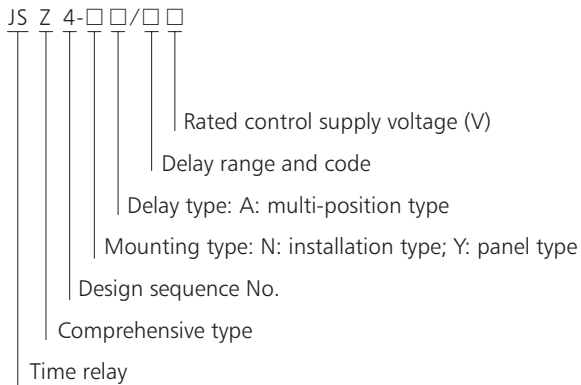 JS Z 4-□ □/□ □
Rated control supply voltage (V)
Delay range and code
Delay type: A: multi-position type
Mounting type: N: installation type; Y: panel type
Design sequence No.
Comprehensive type
Time relay